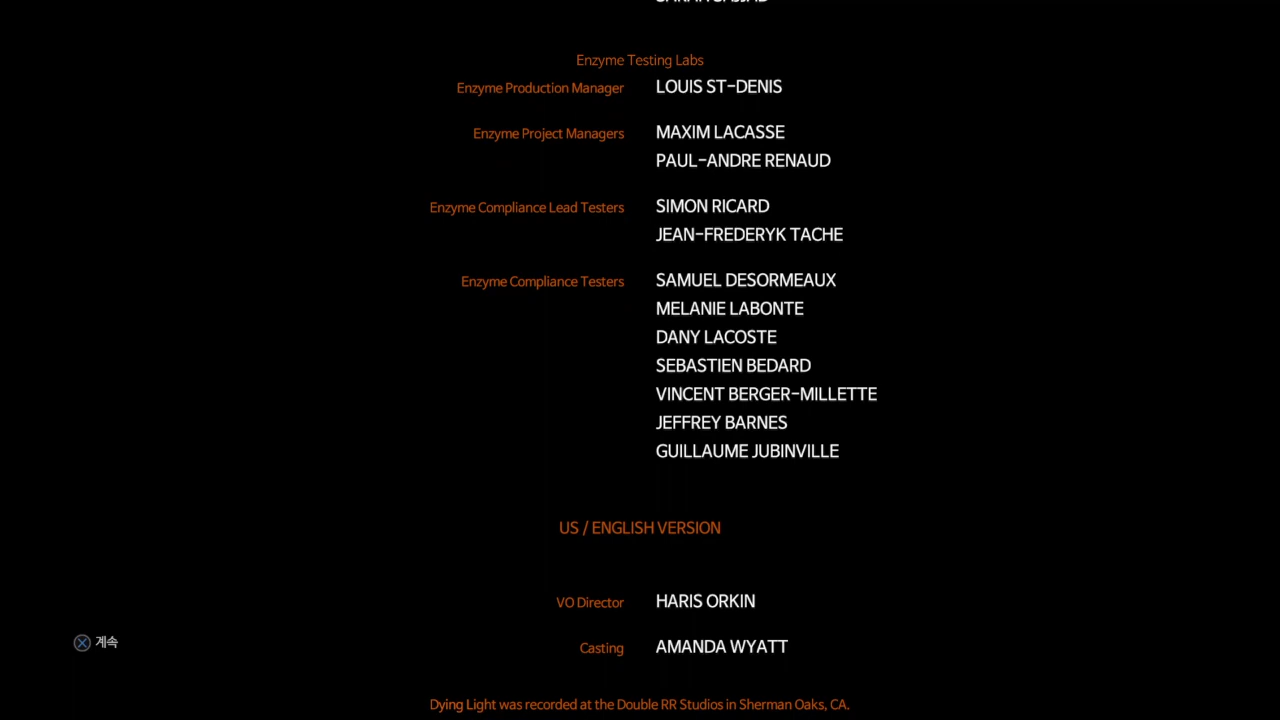 Enzyme Testing Labs
Enzyme Production Manager LOUIS ST-DENIS
Enzyme Project Managers MAXIM LACASSE
PAUL-ANDRE RENAUD
Enzyme Compliance Lead Testers SIMON RICARD
JEAN-FREDERYK TACHE
Enzyme Compliance Testers SAMUEL DESORMEAUX
MELANIE LABONTE
DANY LACOSTE
SEBASTIEN BEDARD
VINCENT BERGER-MILLETTE
JEFFREY BARNES
GUILLAUME JUBINVILLE
US / ENGLISH VERSION
VO Director HARIS ORKIN
계속
Casting AMANDA WYATT
Dying Light was recorded at the Double RR Studios in Sherman Oaks, CA.